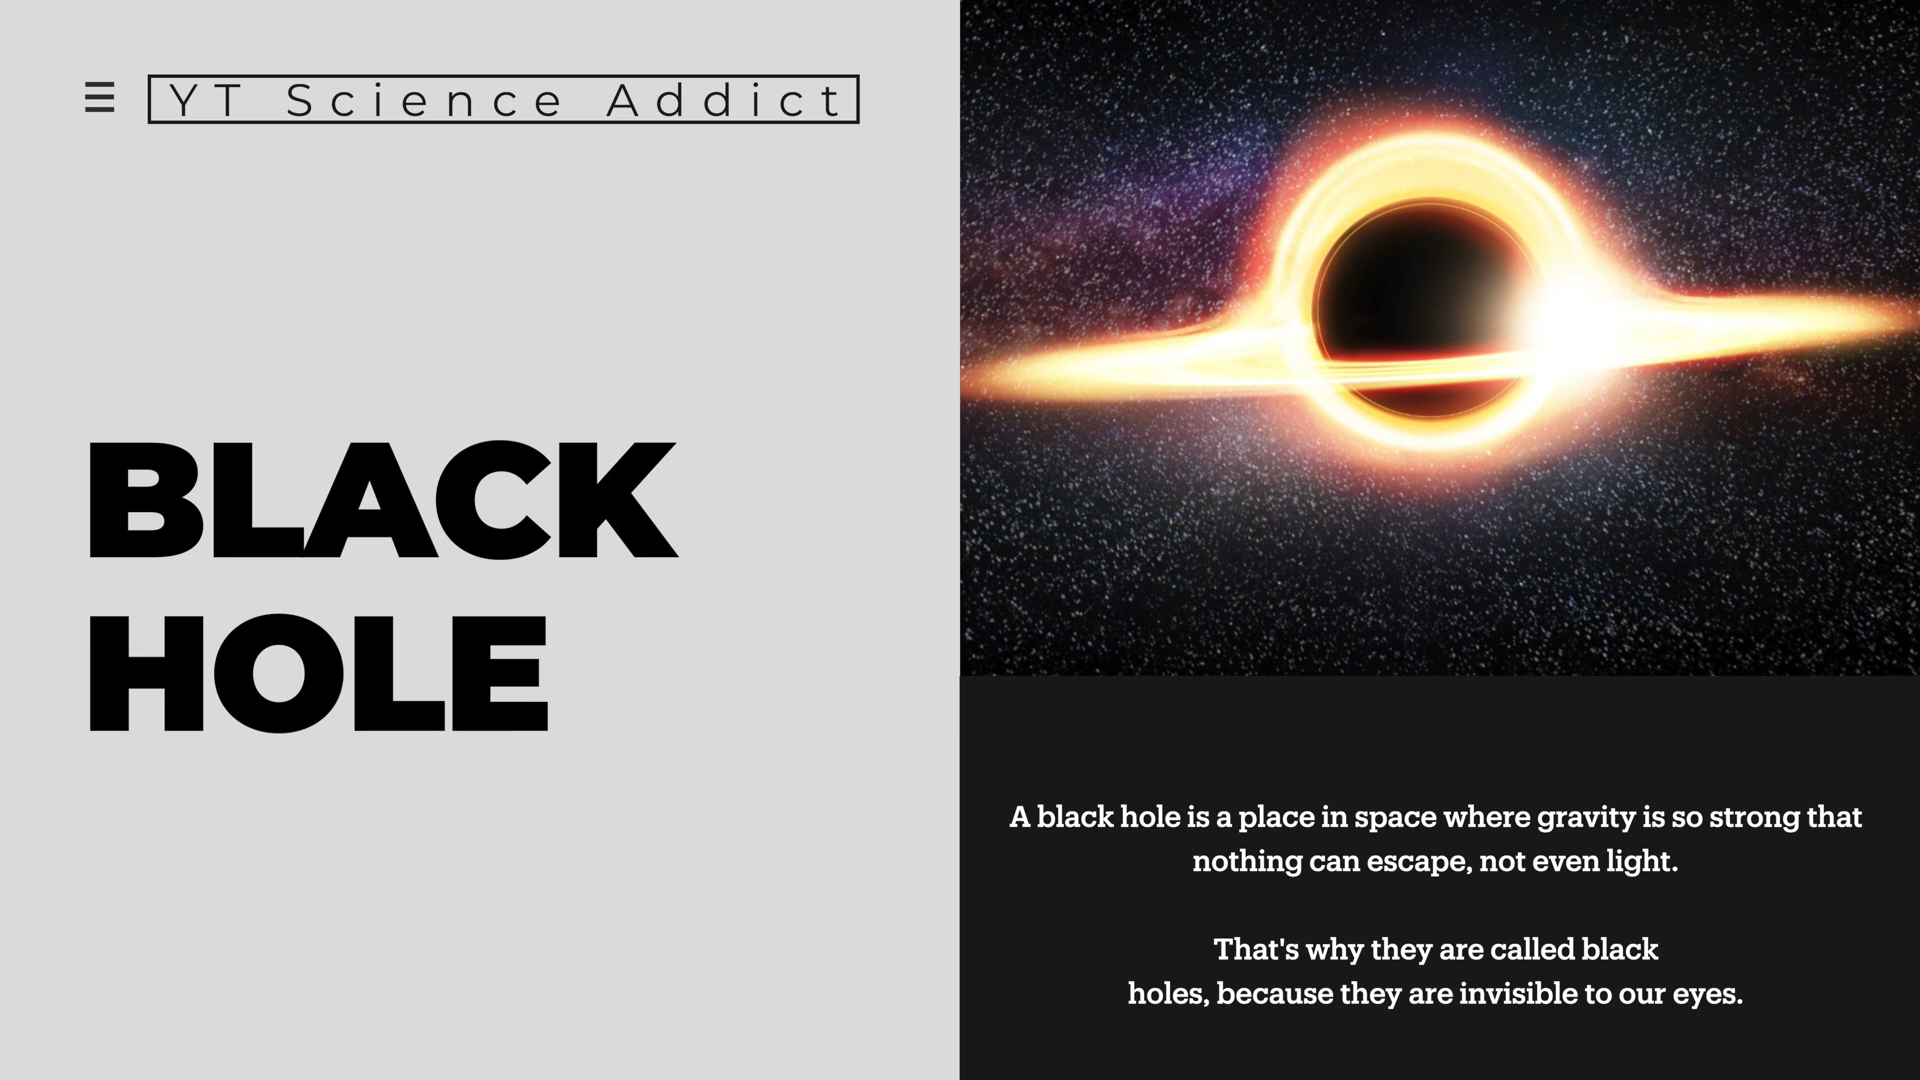 YT Science Addict
BLACK
HOLE
A black hole is a place in space where gravity is so strong that
nothing can escape, not even light.
That's why they are called black
holes, because they are invisible to our eyes.